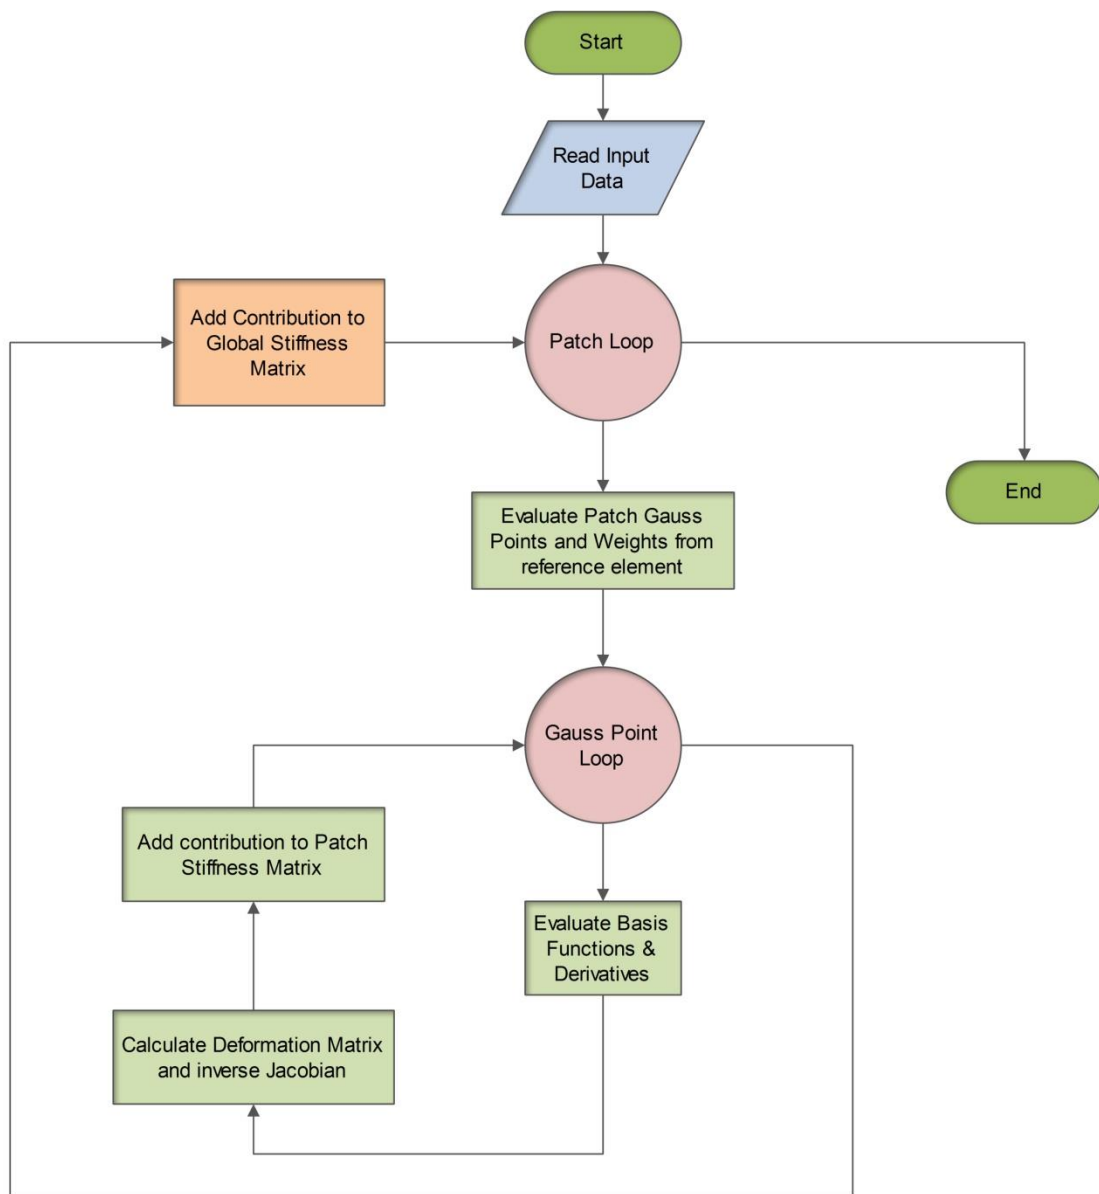 Start
Read Input
Data
Add Contribution to
Global Stiffness
Matrix
Patch Loop
End
Evaluate Patch Gauss
Points and Weights from
reference element
Gauss Point
Loop
Add contribution to Patch
Stiffness Matrix
Evaluate Basis
Functions &
Derivatives
Calculate Deformation Matrix
and inverse Jacobian